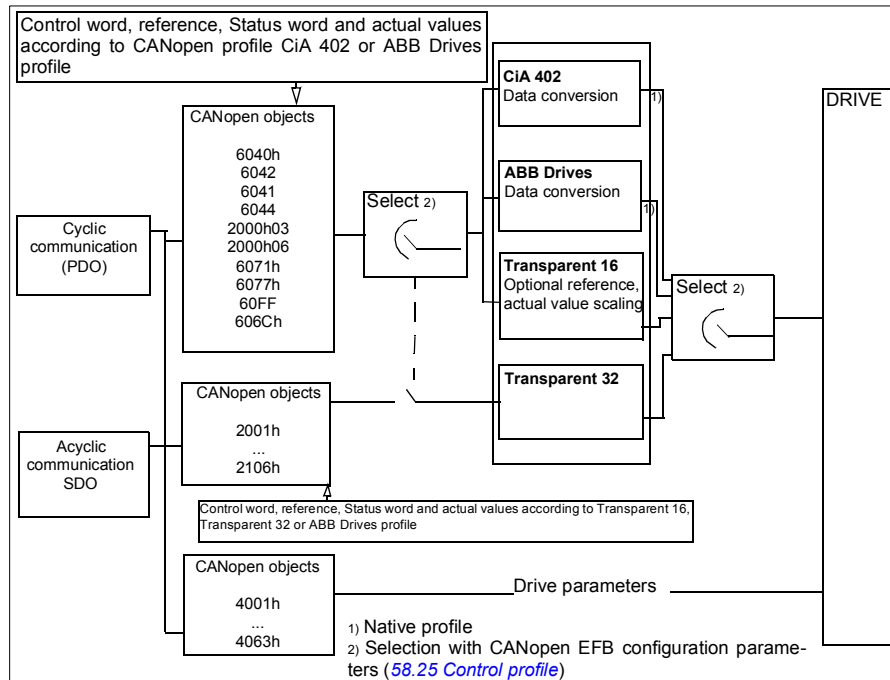 Control word, reference, Status word and actual values
according to CANopen profile CiA 402 or ABB Drives
profile
CANopen objects
6040h
6042
6041
6044
2000h03
2000h06
6071h
6077h
60FF
606Ch
Cyclic
communication
(PDO)
Select 2)
CiA 402
Data conversion
1)
ABB Drives
Data conversion
1)
Transparent 16
Optional reference,
actual value scaling
Transparent 32
Select 2)
DRIVE
CANopen objects
2001h
...
2106h
Acyclic
communication
SDO
Control word, reference, Status word and actual values according to Transparent 16,
Transparent 32 or ABB Drives profile
CANopen objects
4001h
...
4063h
Drive parameters
1) Native profile
2) Selection with CANopen EFB configuration parame-
ters (58.25 Control profile)